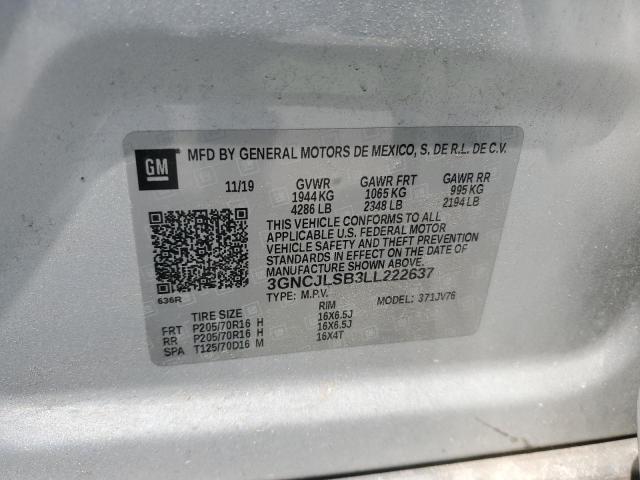 GM MFD BY GENERAL MOTORS DE MEXICO, S. DE R.L. DE C.V.
11/19 GVWR GAWR FRT GAWR RR
1944 KG 1065 KG 995 KG
4286 LB 2348 LB 2194 LB
THIS VEHICLE CONFORMS TO ALL
APPLICABLE U.S. FEDERAL MOTOR
VEHICLE SAFETY AND THEFT PREVENTION
STANDARDS IN EFFECT ON THE DATE OF
MANUFACTURE SHOWN ABOVE.
3GNCJLSB3LL222637
636R
TYPE: M.P.V. MODEL: 371JV76
TIRE SIZE RIM
FRT P205/70R16 H 16X6.5J
RR P205/70R16 H 16X6.5J
SPA T125/70D16 M 16X4T